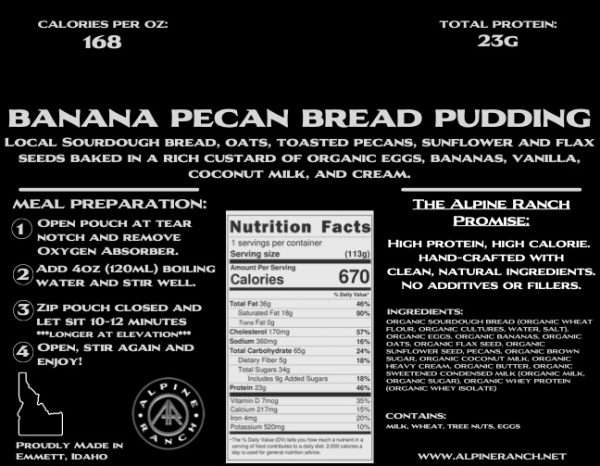 CALORIES PER OZ:
168
TOTAL PROTEIN:
23G
BANANA PECAN BREAD PUDDING
LOCAL SOURDOUGH BREAD, OATS, TOASTED PECANS, SUNFLOWER AND FLAX
SEEDS BAKED IN A RICH CUSTARD OF ORGANIC EGGS, BANANAS, VANILLA,
COCONUT MILK, AND CREAM.
MEAL PREPARATION:
1 OPEN POUCH AT TEAR
NOTCH AND REMOVE
OXYGEN ABSORBER.
2 ADD 4OZ (120ML) BOILING
WATER AND STIR WELL.
3 ZIP POUCH CLOSED AND
LET SIT 10-12 MINUTES
***LONGER AT ELEVATION***
4 OPEN, STIR AGAIN AND
ENJOY!
ALPINE
AR
RANCH
PROUDLY MADE IN
EMMETT, IDAHO
Nutrition Facts
1 servings per container
Serving size (113g)
Amount Per Serving
Calories 670
% Daily Value*
Total Fat 36g 46%
Saturated Fat 18g 90%
Trans Fat 0g
Cholesterol 170mg 57%
Sodium 360mg 16%
Total Carbohydrate 65g 24%
Dietary Fiber 5g 18%
Total Sugars 34g
Includes 9g Added Sugars 18%
Protein 23g 46%
Vitamin D 7mcg 35%
Calcium 217mg 15%
Iron 4mg 20%
Potassium 520mg 10%
*The % Daily Value (DV) tells you how much a nutrient in a
serving of food contributes to a daily diet. 2,000 calories a
day is used for general nutrition advice.
THE ALPINE RANCH
PROMISE:
HIGH PROTEIN, HIGH CALORIE.
HAND-CRAFTED WITH
CLEAN, NATURAL INGREDIENTS.
NO ADDITIVES OR FILLERS.
INGREDIENTS:
ORGANIC SOURDOUGH BREAD (ORGANIC WHEAT
FLOUR, ORGANIC CULTURES, WATER, SALT),
ORGANIC EGGS, ORGANIC BANANAS, ORGANIC
OATS, ORGANIC FLAX SEED, ORGANIC
SUNFLOWER SEED, PECANS, ORGANIC BROWN
SUGAR, ORGANIC COCONUT MILK, ORGANIC
HEAVY CREAM, ORGANIC BUTTER, ORGANIC
SWEETENED CONDENSED MILK (ORGANIC MILK,
ORGANIC SUGAR), ORGANIC WHEY PROTEIN
(ORGANIC WHEY ISOLATE)
CONTAINS:
MILK, WHEAT, TREE NUTS, EGGS
WWW.ALPINERANCH.NET